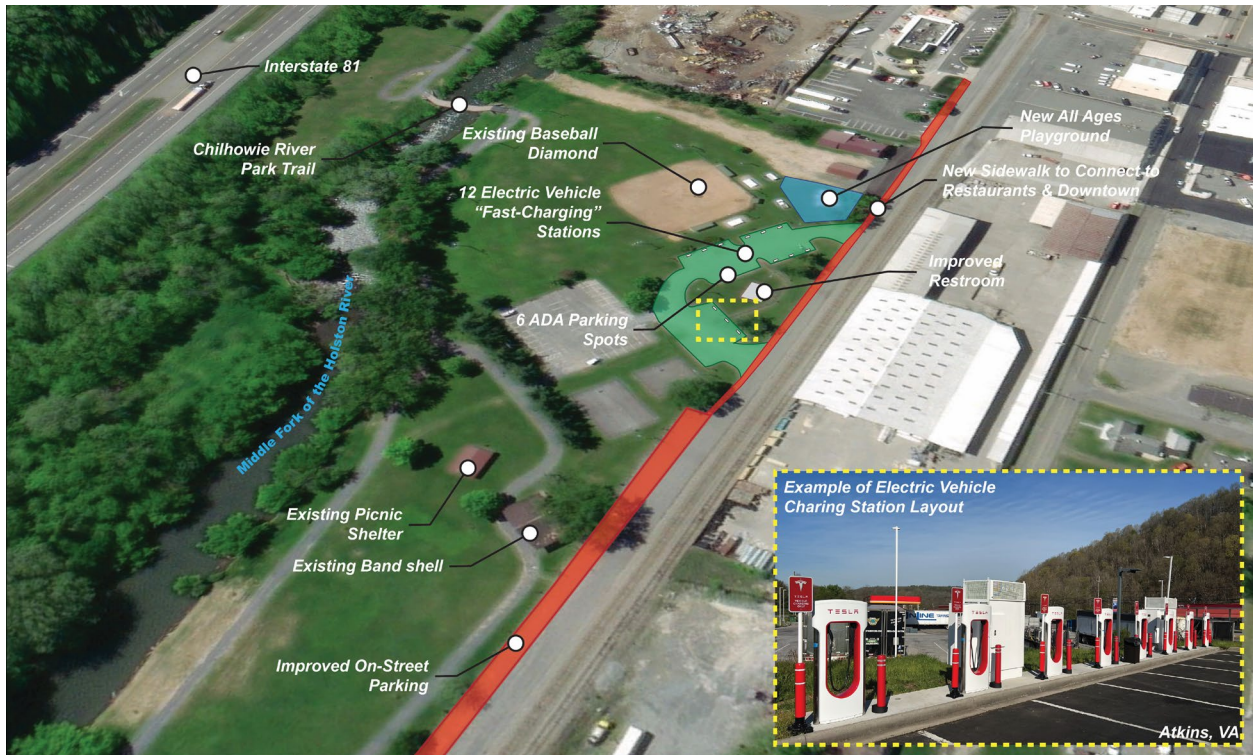 Interstate 81
Chilhowie River
Park Trail
Existing Baseball
Diamond
12 Electric Vehicle
“Fast-Charging”
Stations
New All Ages
Playground
New Sidewalk to Connect to
Restaurants & Downtown
Improved
Restroom
6 ADA Parking
Spots
Middle Fork of the Holston River
Existing Picnic
Shelter
Existing Band shell
Improved On-Street
Parking
Example of Electric Vehicle
Charing Station Layout
TESLA
TESLA
Atkins, VA